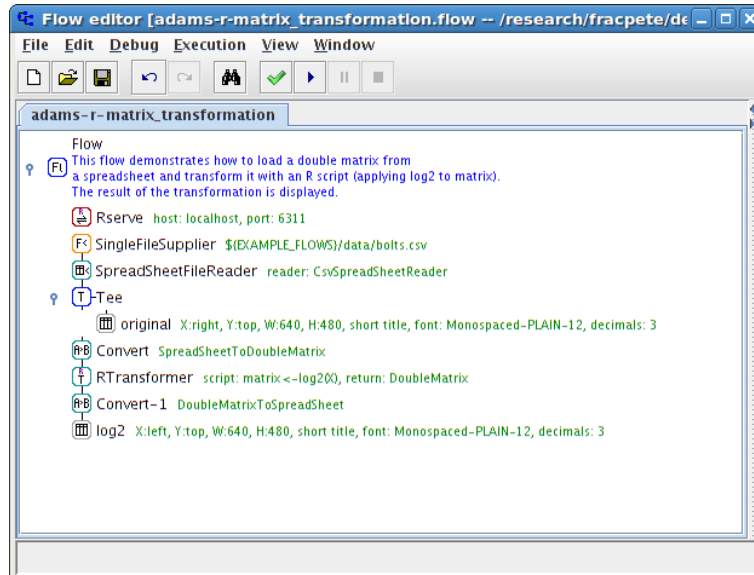 Flow editor [adams-r-matrix_transformation.flow -- /research/fracpete/de
File Edit Debug Execution View Window
adams-r-matrix_transformation
Flow
This flow demonstrates how to load a double matrix from
a spreadsheet and transform it with an R script (applying log2 to matrix).
The result of the transformation is displayed.
Rserve host: localhost, port: 6311
SingleFileSupplier ${EXAMPLE_FLOWS}/data/bolts.csv
SpreadSheetFileReader reader: CsvSpreadSheetReader
Tee
original X:right, Y:top, W:640, H:480, short title, font: Monospaced-PLAIN-12, decimals: 3
Convert SpreadSheetToDoubleMatrix
RTransformer script: matrix<-log2(X), return: DoubleMatrix
Convert-1 DoubleMatrixToSpreadSheet
log2 X:left, Y:top, W:640, H:480, short title, font: Monospaced-PLAIN-12, decimals: 3